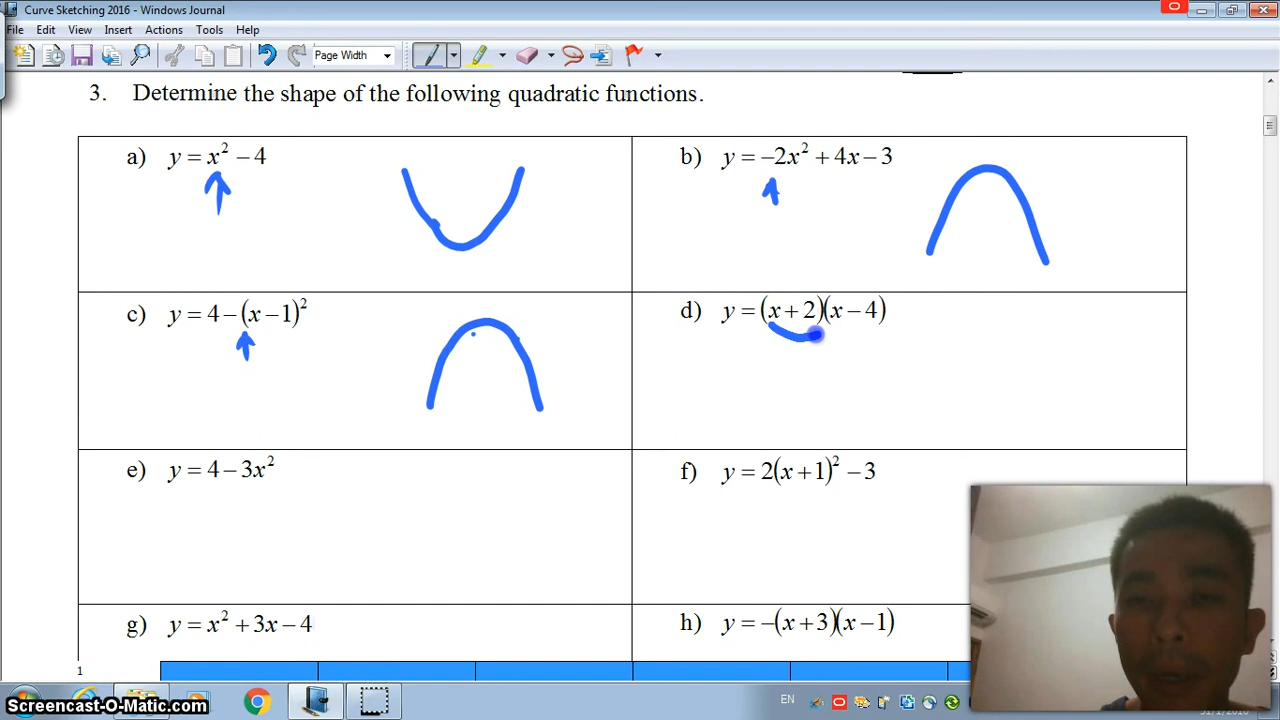 Curve Sketching 2016 - Windows Journal
File Edit View Insert Actions Tools Help
Page Width
3. Determine the shape of the following quadratic functions.
a) y = x² − 4
b) y = −2x² + 4x − 3
c) y = 4 − (x − 1)²
d) y = (x + 2)(x − 4)
e) y = 4 − 3x²
f) y = 2(x + 1)² − 3
g) y = x² + 3x − 4
h) y = −(x + 3)(x − 1)
1
EN
Screencast-O-Matic.com